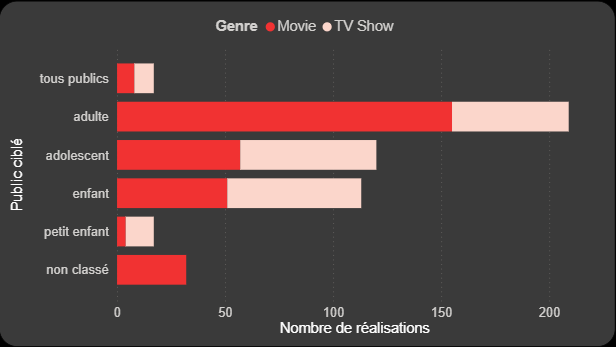 Genre Movie TV Show
Public ciblé
tous publics
adulte
adolescent
enfant
petit enfant
non classé
0 50 100 150 200
Nombre de réalisations